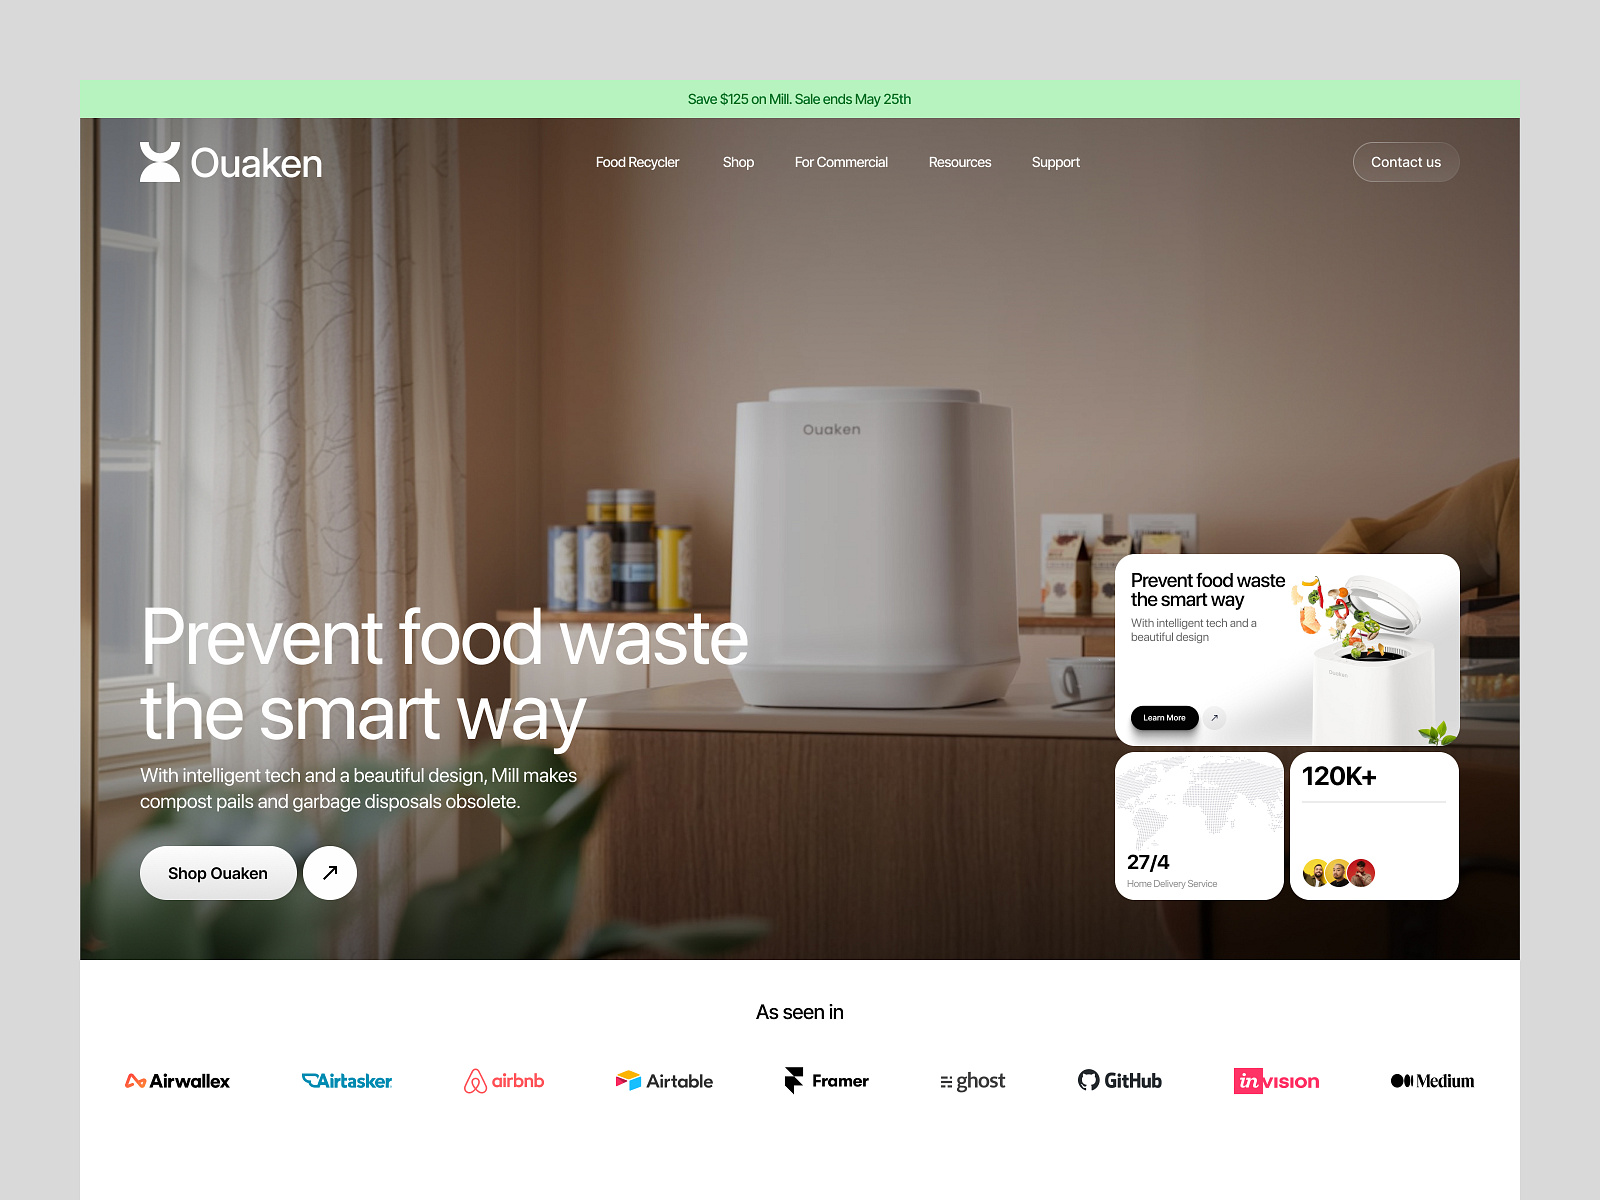 Save $125 on Mill. Sale ends May 25th
Ouaken
Food Recycler
Shop
For Commercial
Resources
Support
Contact us
Ouaken
Prevent food waste
the smart way
With intelligent tech and a beautiful design, Mill makes
compost pails and garbage disposals obsolete.
Shop Ouaken
Prevent food waste
the smart way
With intelligent tech and a
beautiful design
Ouaken
Learn More
27/4
Home Delivery Service
120K+
As seen in
Airwallex
Airtasker
airbnb
Airtable
Framer
ghost
GitHub
invision
Medium